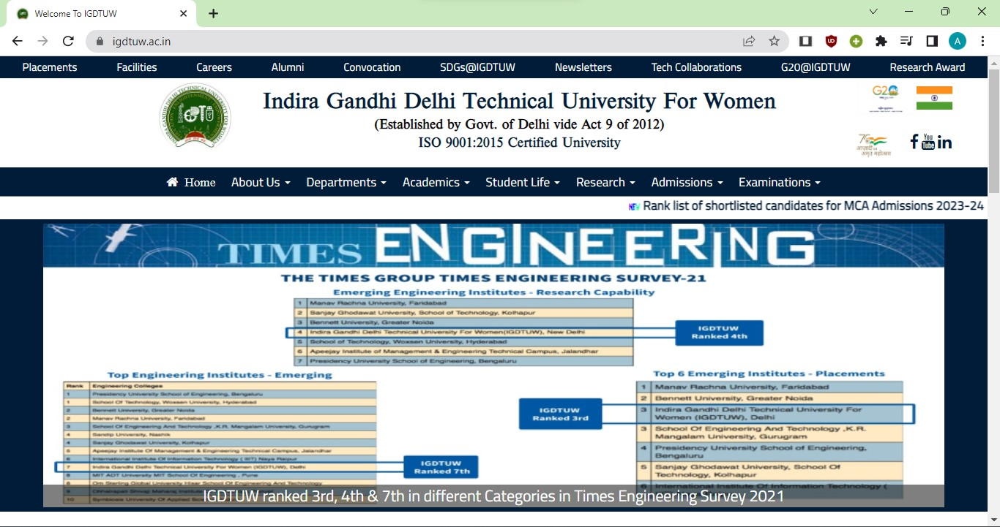 Welcome To IGDTUW
igdtuw.ac.in
A
Placements Facilities Careers Alumni Convocation SDGs@IGDTUW Newsletters Tech Collaborations G20@IGDTUW Research Award
Indira Gandhi Delhi Technical University For Women
(Established by Govt. of Delhi vide Act 9 of 2012)
ISO 9001:2015 Certified University
G20
आज़ादी का
अमृत महोत्सव
f You Tube in
Home About Us Departments Academics Student Life Research Admissions Examinations
NEW Rank list of shortlisted candidates for MCA Admissions 2023-24
TIMES ENGINEERING
THE TIMES GROUP TIMES ENGINEERING SURVEY-21
Emerging Engineering Institutes - Research Capability
1 Manav Rachna University, Faridabad
2 Sanjay Ghodawat University, School of Technology, Kolhapur
3 Bennett University, Greater Noida
4 Indira Gandhi Delhi Technical University For Women(IGDTUW), New Delhi
5 School of Technology, Woxsen University, Hyderabad
6 Apeejay Institute of Management & Engineering Technical Campus, Jalandhar
7 Presidency University School of Engineering, Bengaluru
IGDTUW
Ranked 4th
Top Engineering Institutes - Emerging
Rank Engineering Colleges
1 Presidency University School of Engineering, Bengaluru
1 School Of Technology, Woxsen University, Hyderabad
2 Bennett University, Greater Noida
2 Manav Rachna University, Faridabad
3 School Of Engineering And Technology ,K.R. Mangalam University, Gurugram
4 Sandip University, Nashik
4 Sanjay Ghodawat University, Kolhapur
5 Apeejay Institute Of Management & Engineering Technical Campus, Jalandhar
6 International Institute Of Information Technology ( IIIT) Naya Raipur
7 Indira Gandhi Delhi Technical University For Women (IGDTUW), Delhi
8 MIT ADT University MIT School Of Engineering , Pune
8 Om Sterling Global University Hisar School Of Engineering And Technology
9 Chhatrapati Shivaji Maharaj Institute
10 Symbiosis University Of Applied
IGDTUW
Ranked 7th
Top 6 Emerging Institutes - Placements
1 Manav Rachna University, Faridabad
2 Bennett University, Greater Noida
3 Indira Gandhi Delhi Technical University For
Women (IGDTUW), Delhi
3 School Of Engineering And Technology ,K.R.
Mangalam University, Gurugram
4 Presidency University School of Engineering,
Bengaluru
5 Sanjay Ghodawat University, School Of
Technology, Kolhapur
6 International Institute Of Information Technology (
IGDTUW
Ranked 3rd
IGDTUW ranked 3rd, 4th & 7th in different Categories in Times Engineering Survey 2021